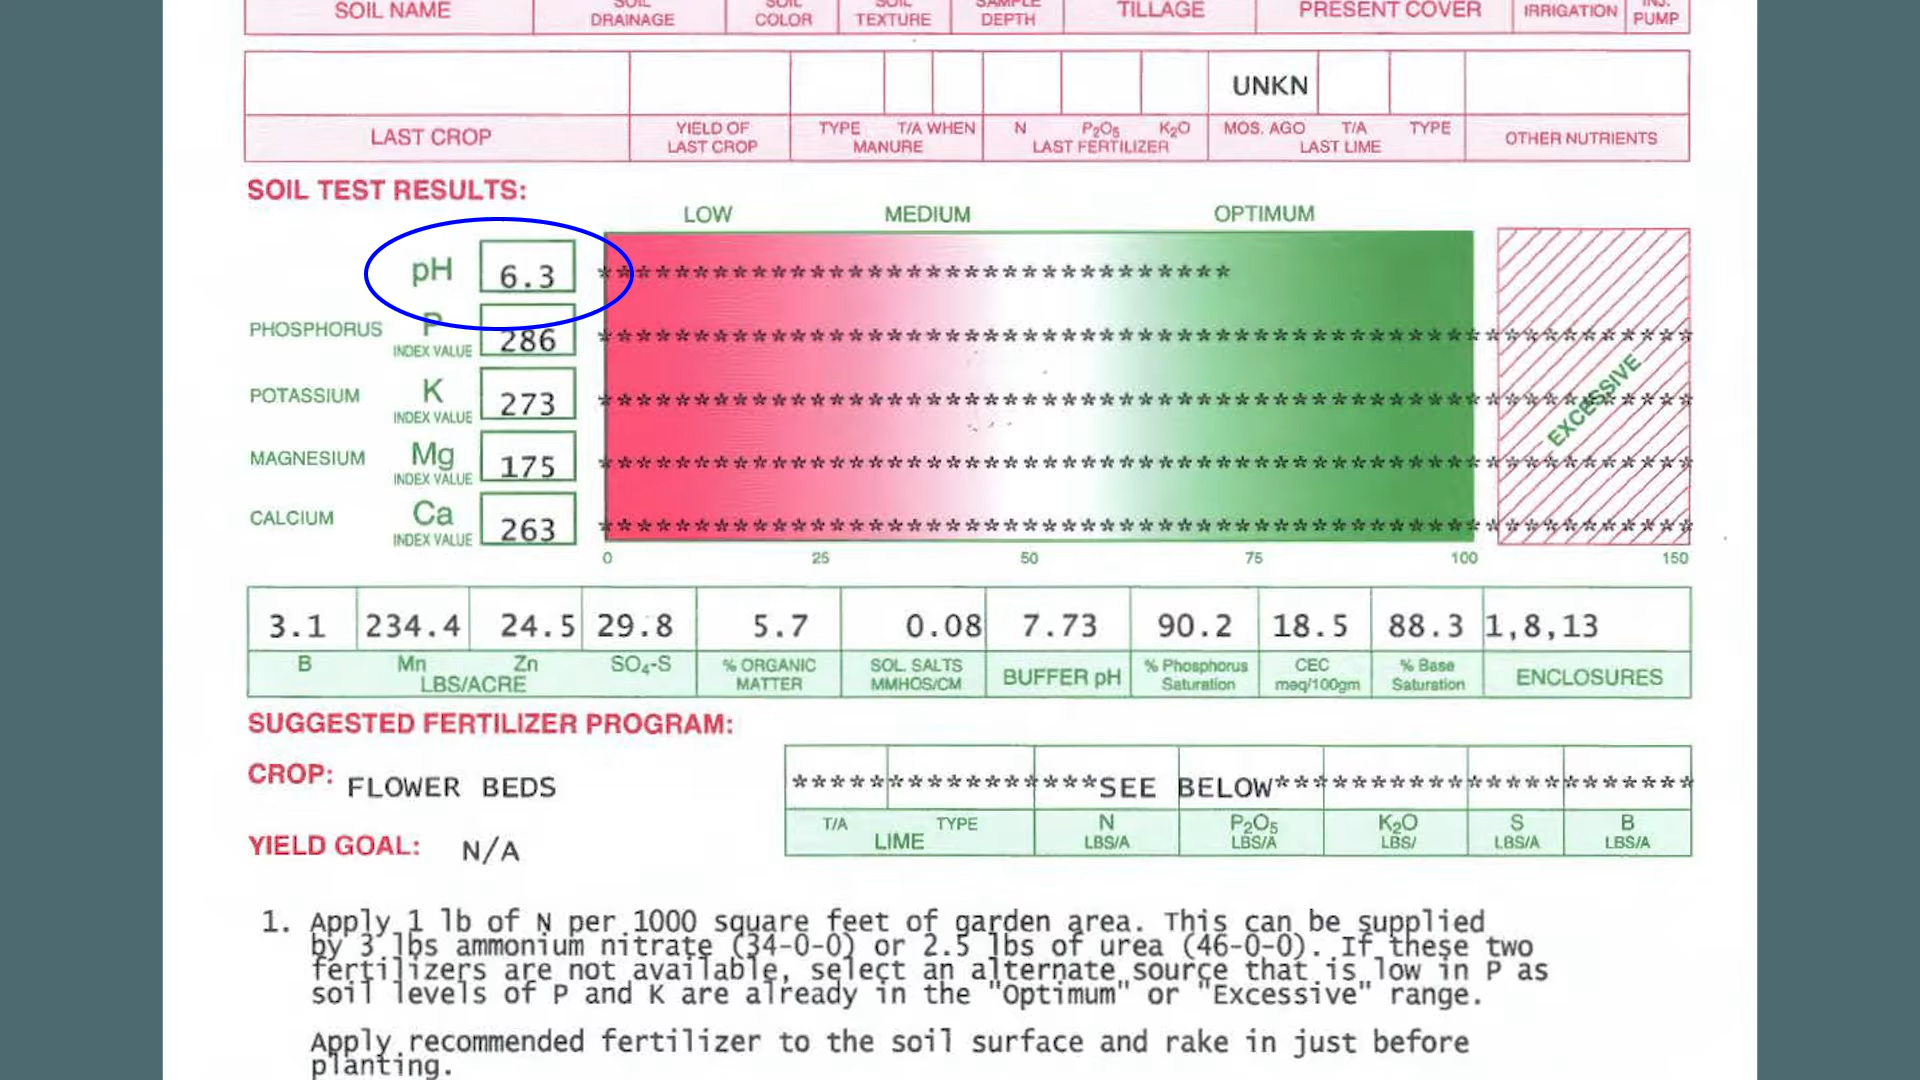 SOIL NAME SOIL DRAINAGE SOIL COLOR SOIL TEXTURE SAMPLE DEPTH TILLAGE PRESENT COVER IRRIGATION INJ. PUMP
UNKN
LAST CROP YIELD OF LAST CROP TYPE T/A WHEN MANURE N P₂O₅ K₂O LAST FERTILIZER MOS. AGO T/A TYPE LAST LIME OTHER NUTRIENTS
SOIL TEST RESULTS:
LOW MEDIUM OPTIMUM
pH 6.3 **********************************
PHOSPHORUS P INDEX VALUE 286 **********************************************************
POTASSIUM K INDEX VALUE 273 **********************************************************
EXCESSIVE
MAGNESIUM Mg INDEX VALUE 175 **********************************************************
CALCIUM Ca INDEX VALUE 263 **********************************************************
0 25 50 75 100 150
3.1 234.4 24.5 29.8 5.7 0.08 7.73 90.2 18.5 88.3 1,8,13
B Mn Zn LBS/ACRE SO₄-S % ORGANIC MATTER SOL. SALTS MMHOS/CM BUFFER pH % Phosphorus Saturation CEC meq/100gm % Base Saturation ENCLOSURES
SUGGESTED FERTILIZER PROGRAM:
CROP: FLOWER BEDS
*****************SEE BELOW***********************
T/A TYPE LIME N LBS/A P₂O₅ LBS/A K₂O LBS/ S LBS/A B LBS/A
YIELD GOAL: N/A
1. Apply 1 lb of N per 1000 square feet of garden area. This can be supplied
by 3 lbs ammonium nitrate (34-0-0) or 2.5 lbs of urea (46-0-0). If these two
fertilizers are not available, select an alternate source that is low in P as
soil levels of P and K are already in the "Optimum" or "Excessive" range.
Apply recommended fertilizer to the soil surface and rake in just before
planting.